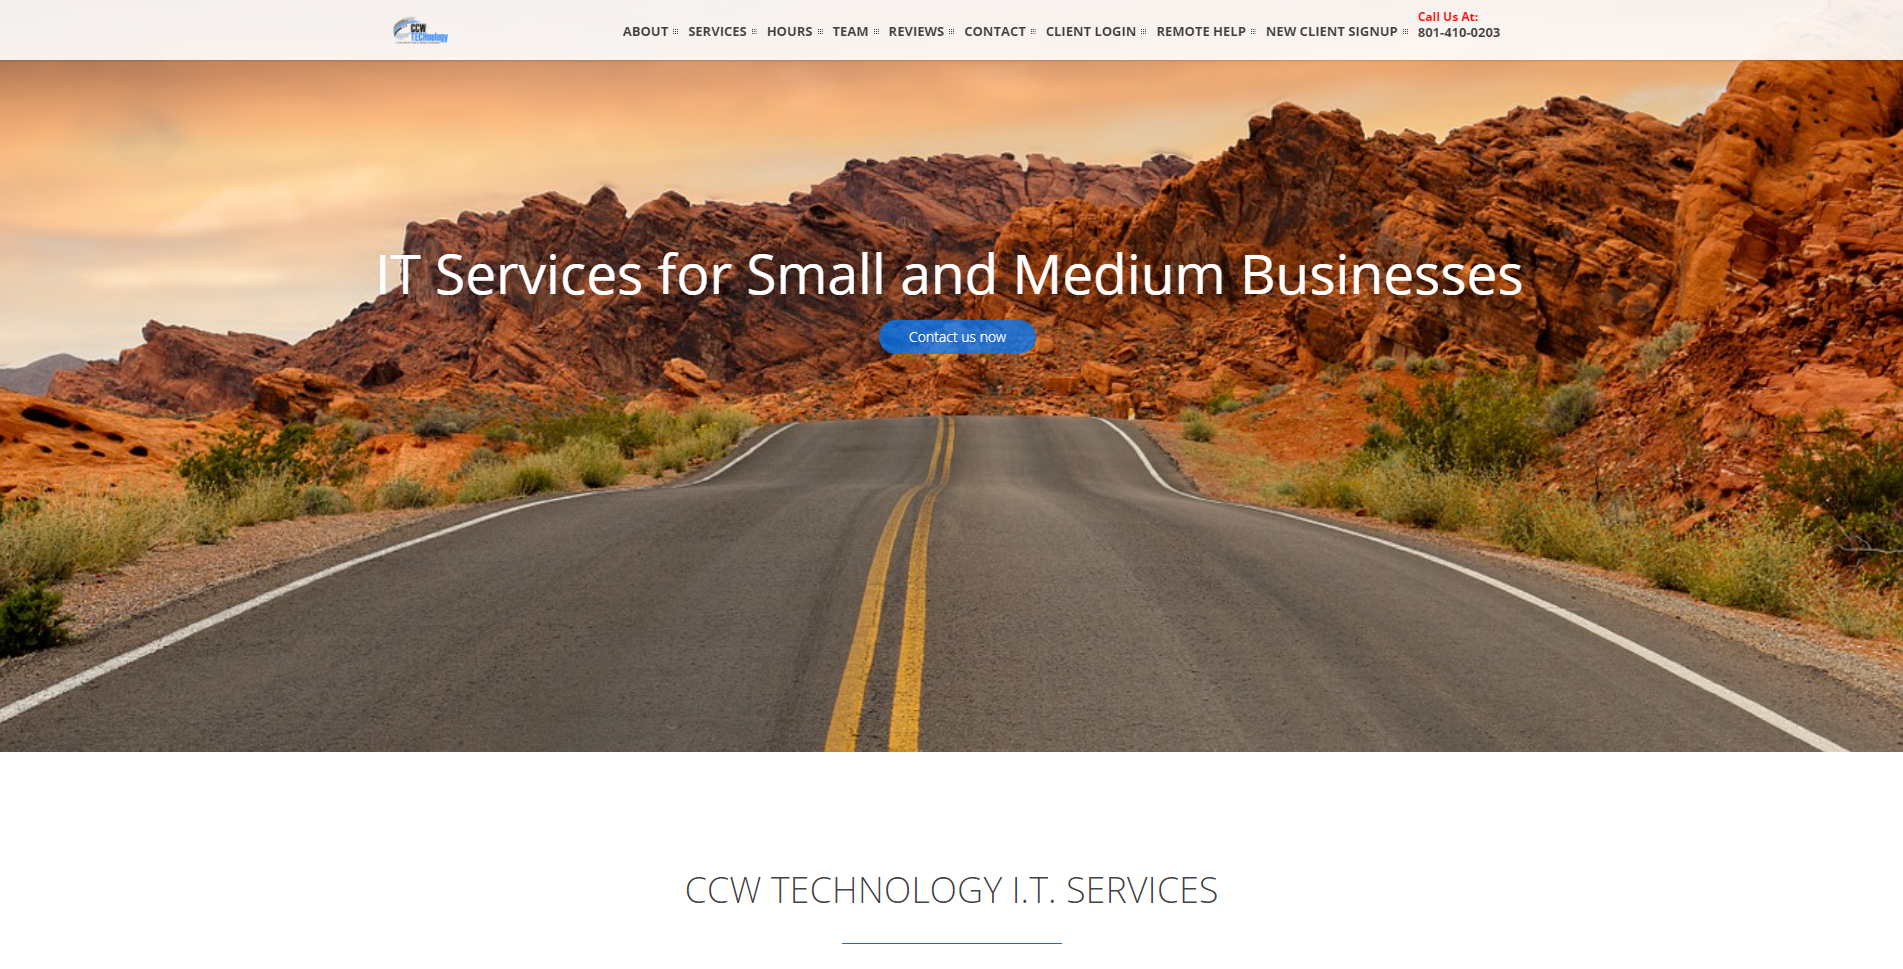 CCW
TECHnology
ABOUT SERVICES HOURS TEAM REVIEWS CONTACT CLIENT LOGIN REMOTE HELP NEW CLIENT SIGNUP
Call Us At:
801-410-0203
IT Services for Small and Medium Businesses
Contact us now
CCW TECHNOLOGY I.T. SERVICES